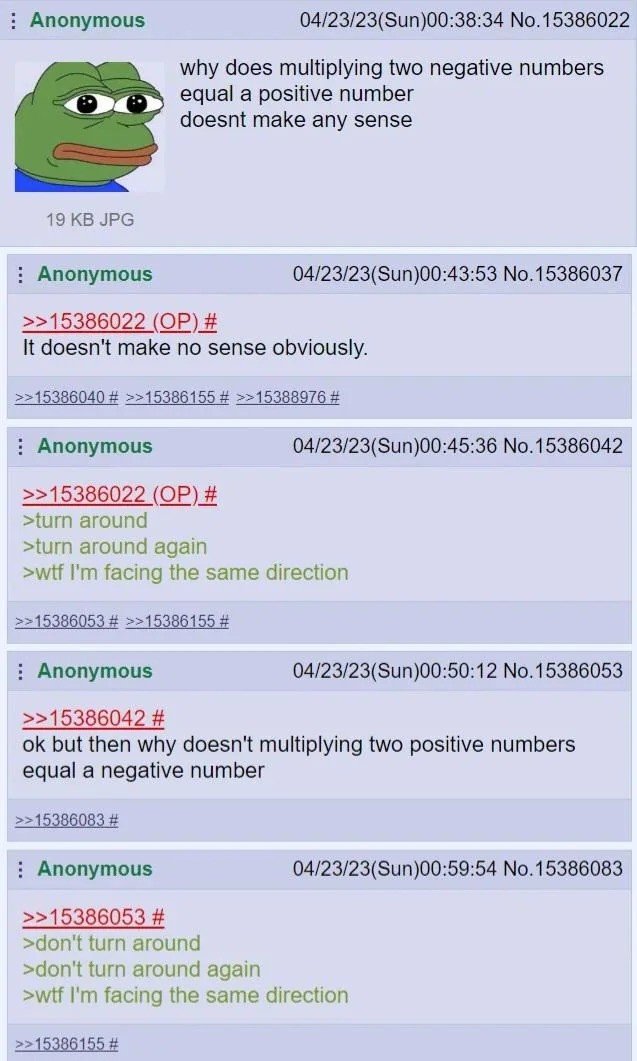 Anonymous 04/23/23(Sun)00:38:34 No.15386022
why does multiplying two negative numbers
equal a positive number
doesnt make any sense
19 KB JPG
Anonymous 04/23/23(Sun)00:43:53 No.15386037
>>15386022 (OP) #
It doesn't make no sense obviously.
>>15386040 # >>15386155 # >>15388976 #
Anonymous 04/23/23(Sun)00:45:36 No.15386042
>>15386022 (OP) #
>turn around
>turn around again
>wtf I'm facing the same direction
>>15386053 # >>15386155 #
Anonymous 04/23/23(Sun)00:50:12 No.15386053
>>15386042 #
ok but then why doesn't multiplying two positive numbers
equal a negative number
>>15386083 #
Anonymous 04/23/23(Sun)00:59:54 No.15386083
>>15386053 #
>don't turn around
>don't turn around again
>wtf I'm facing the same direction
>>15386155 #